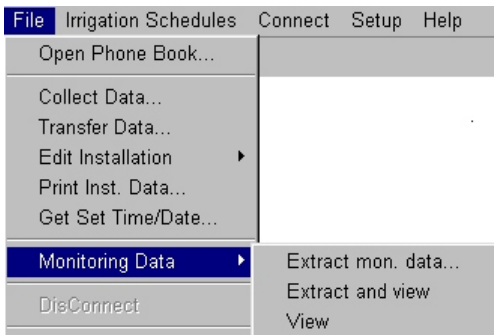 File Irrigation Schedules Connect Setup Help
Open Phone Book...
Collect Data...
Transfer Data...
Edit Installation
Print Inst. Data...
Get Set Time/Date...
Monitoring Data
Extract mon. data...
Extract and view
DisConnect
View